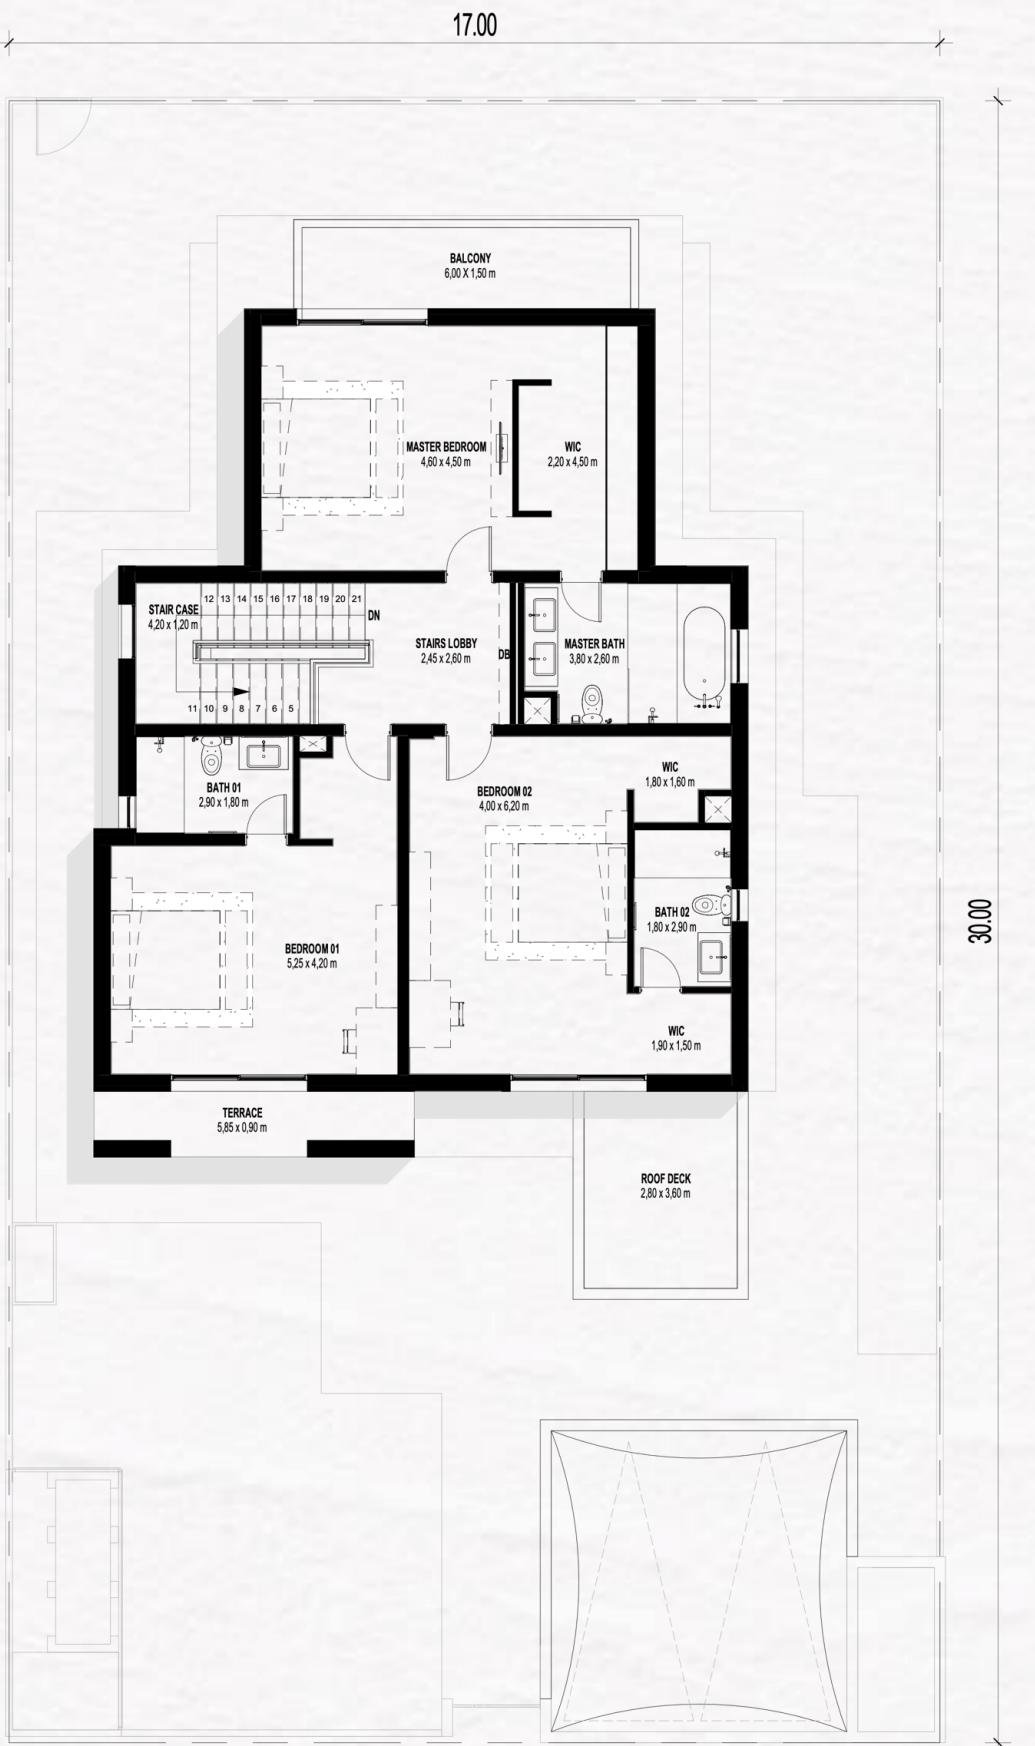 17.00
BALCONY
6,00 X 1,50 m
MASTER BEDROOM
4,60 x 4,50 m
WIC
2,20 x 4,50 m
12 13 14 15 16 17 18 19 20 21
DN
STAIR CASE
4,20 x 1,20 m
STAIRS LOBBY
2,45 x 2,60 m
DB
MASTER BATH
3,80 x 2,60 m
11 10 9 8 7 6 5
BATH 01
2,90 x 1,80 m
BEDROOM 02
4,00 x 6,20 m
WIC
1,80 x 1,60 m
BATH 02
1,80 x 2,90 m
30.00
BEDROOM 01
5,25 x 4,20 m
WIC
1,90 x 1,50 m
TERRACE
5,85 x 0,90 m
ROOF DECK
2,80 x 3,60 m